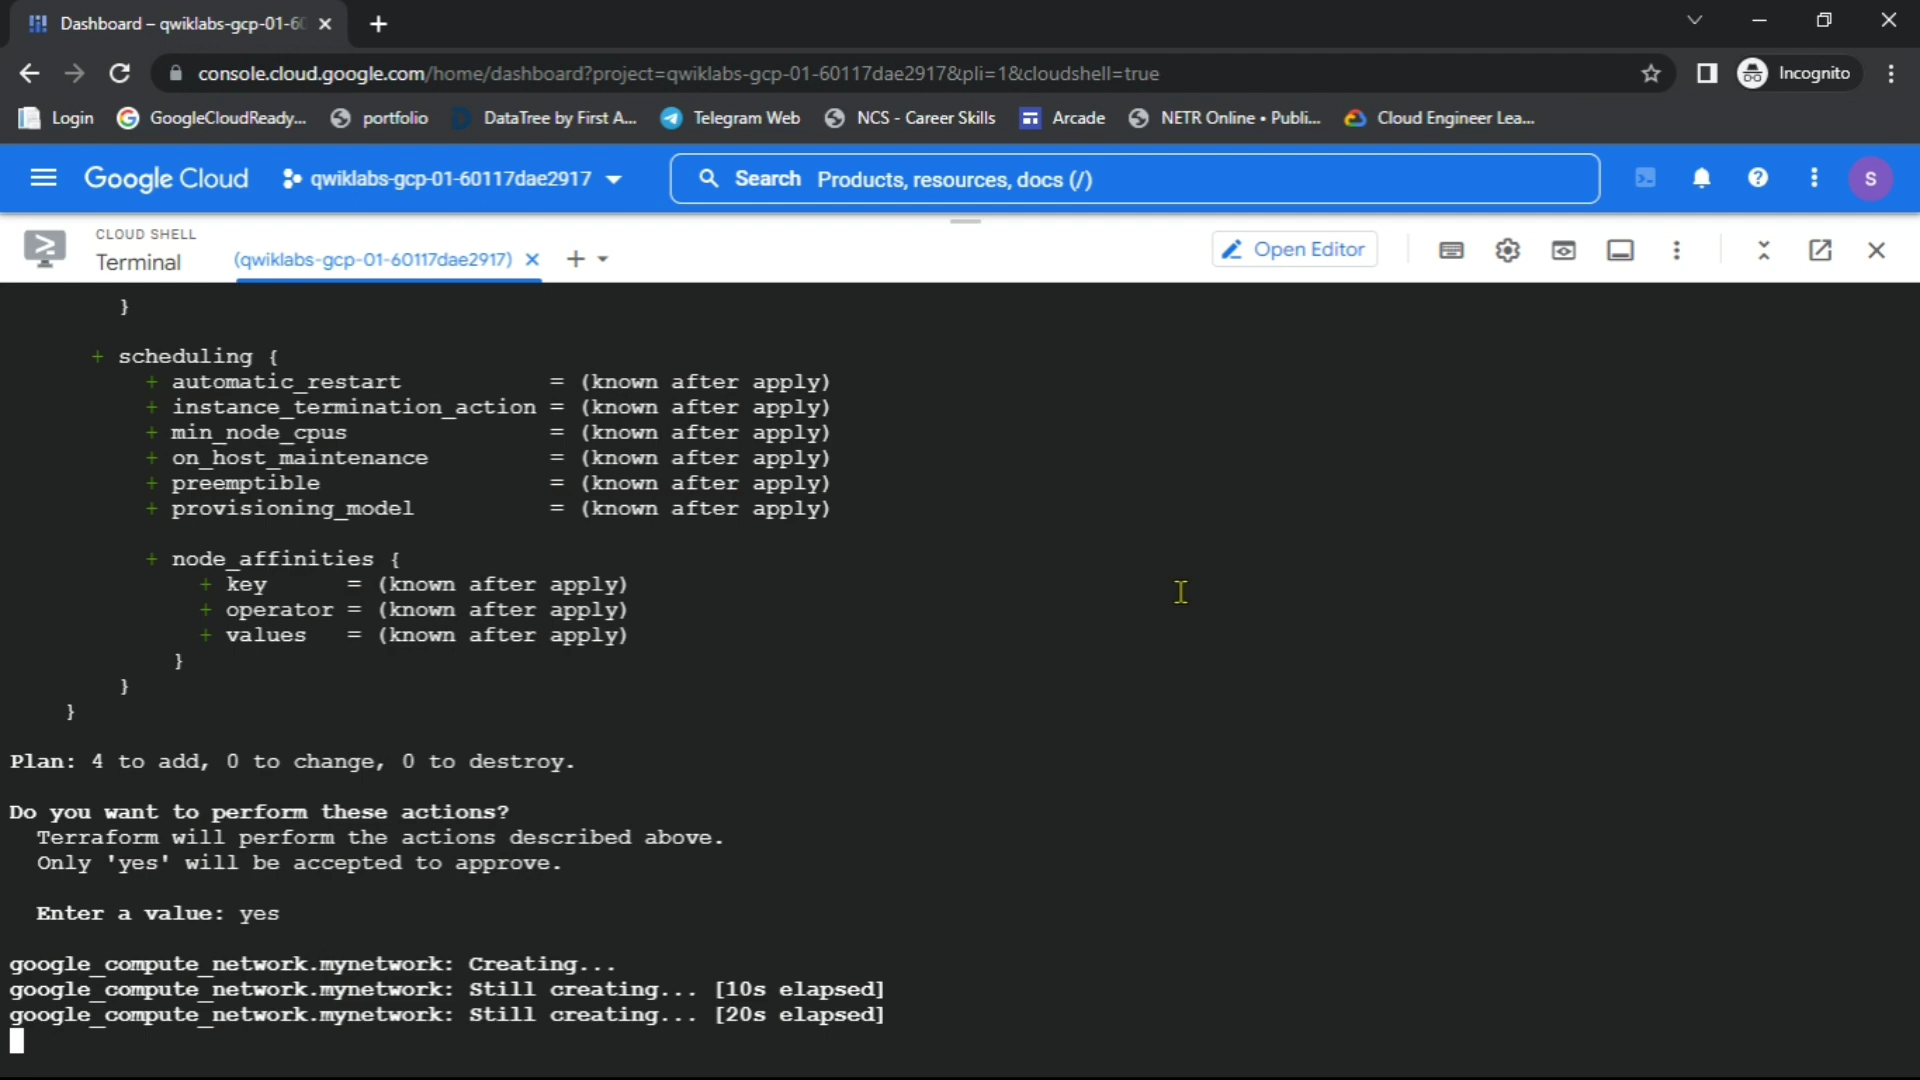 Dashboard – qwiklabs-gcp-01-60
console.cloud.google.com/home/dashboard?project=qwiklabs-gcp-01-60117dae2917&pli=1&cloudshell=true
Incognito
Login GoogleCloudReady... portfolio DataTree by First A... Telegram Web NCS - Career Skills Arcade NETR Online • Publi... Cloud Engineer Lea...
Google Cloud qwiklabs-gcp-01-60117dae2917 Search Products, resources, docs (/) S
CLOUD SHELL
Terminal (qwiklabs-gcp-01-60117dae2917) Open Editor
}
+ scheduling {
+ automatic_restart = (known after apply)
+ instance_termination_action = (known after apply)
+ min_node_cpus = (known after apply)
+ on_host_maintenance = (known after apply)
+ preemptible = (known after apply)
+ provisioning_model = (known after apply)
+ node_affinities {
+ key = (known after apply)
+ operator = (known after apply)
+ values = (known after apply)
}
}
}
Plan: 4 to add, 0 to change, 0 to destroy.
Do you want to perform these actions?
Terraform will perform the actions described above.
Only 'yes' will be accepted to approve.
Enter a value: yes
google_compute_network.mynetwork: Creating...
google_compute_network.mynetwork: Still creating... [10s elapsed]
google_compute_network.mynetwork: Still creating... [20s elapsed]